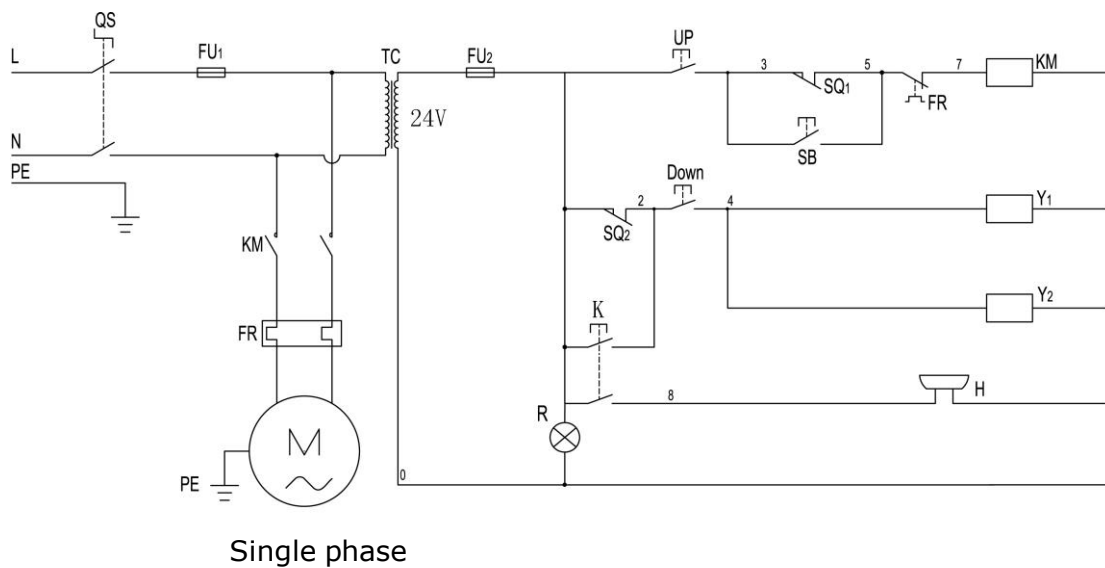 QS
L
FU1
TC
FU2
UP
3
5
7
KM
SQ1
FR
24V
N
SB
PE
Down
2
4
Y1
SQ2
KM
Y2
K
FR
8
H
R
M
0
PE
Single phase